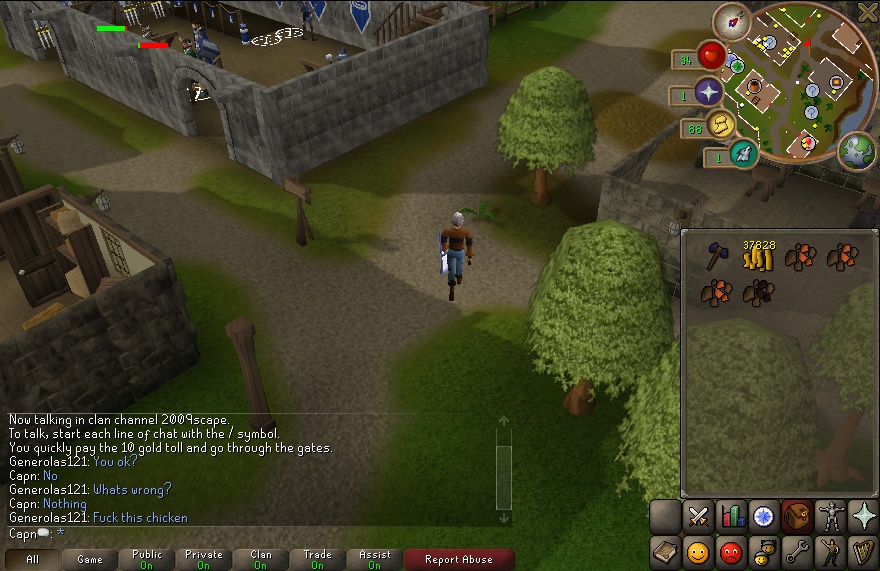 34
1
88
1
37828
Now talking in clan channel 2009scape.
To talk, start each line of chat with the / symbol.
You quickly pay the 10 gold toll and go through the gates.
Generolas121: You ok?
Capn: No
Generolas121: Whats wrong?
Capn: Nothing
Generolas121: Fuck this chicken
Capn: *
All
Game
Public
On
Private
On
Clan
On
Trade
On
Assist
On
Report Abuse